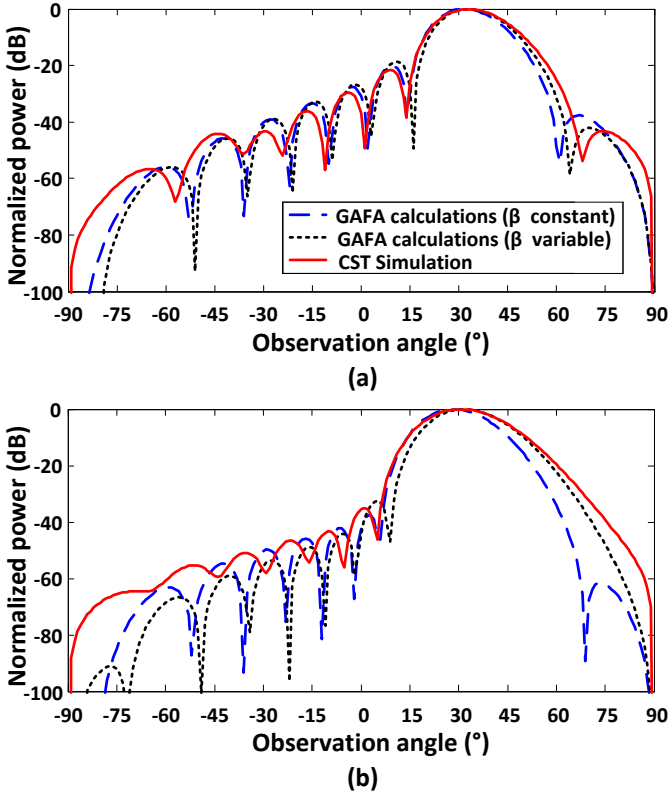 0
-20
-40
-60
-80
-100
Normalized power (dB)
GAFA calculations (β constant)
GAFA calculations (β variable)
CST Simulation
-90 -75 -60 -45 -30 -15 0 15 30 45 60 75 90
Observation angle (°)
(a)
0
-20
-40
-60
-80
-100
Normalized power (dB)
-90 -75 -60 -45 -30 -15 0 15 30 45 60 75 90
Observation angle (°)
(b)